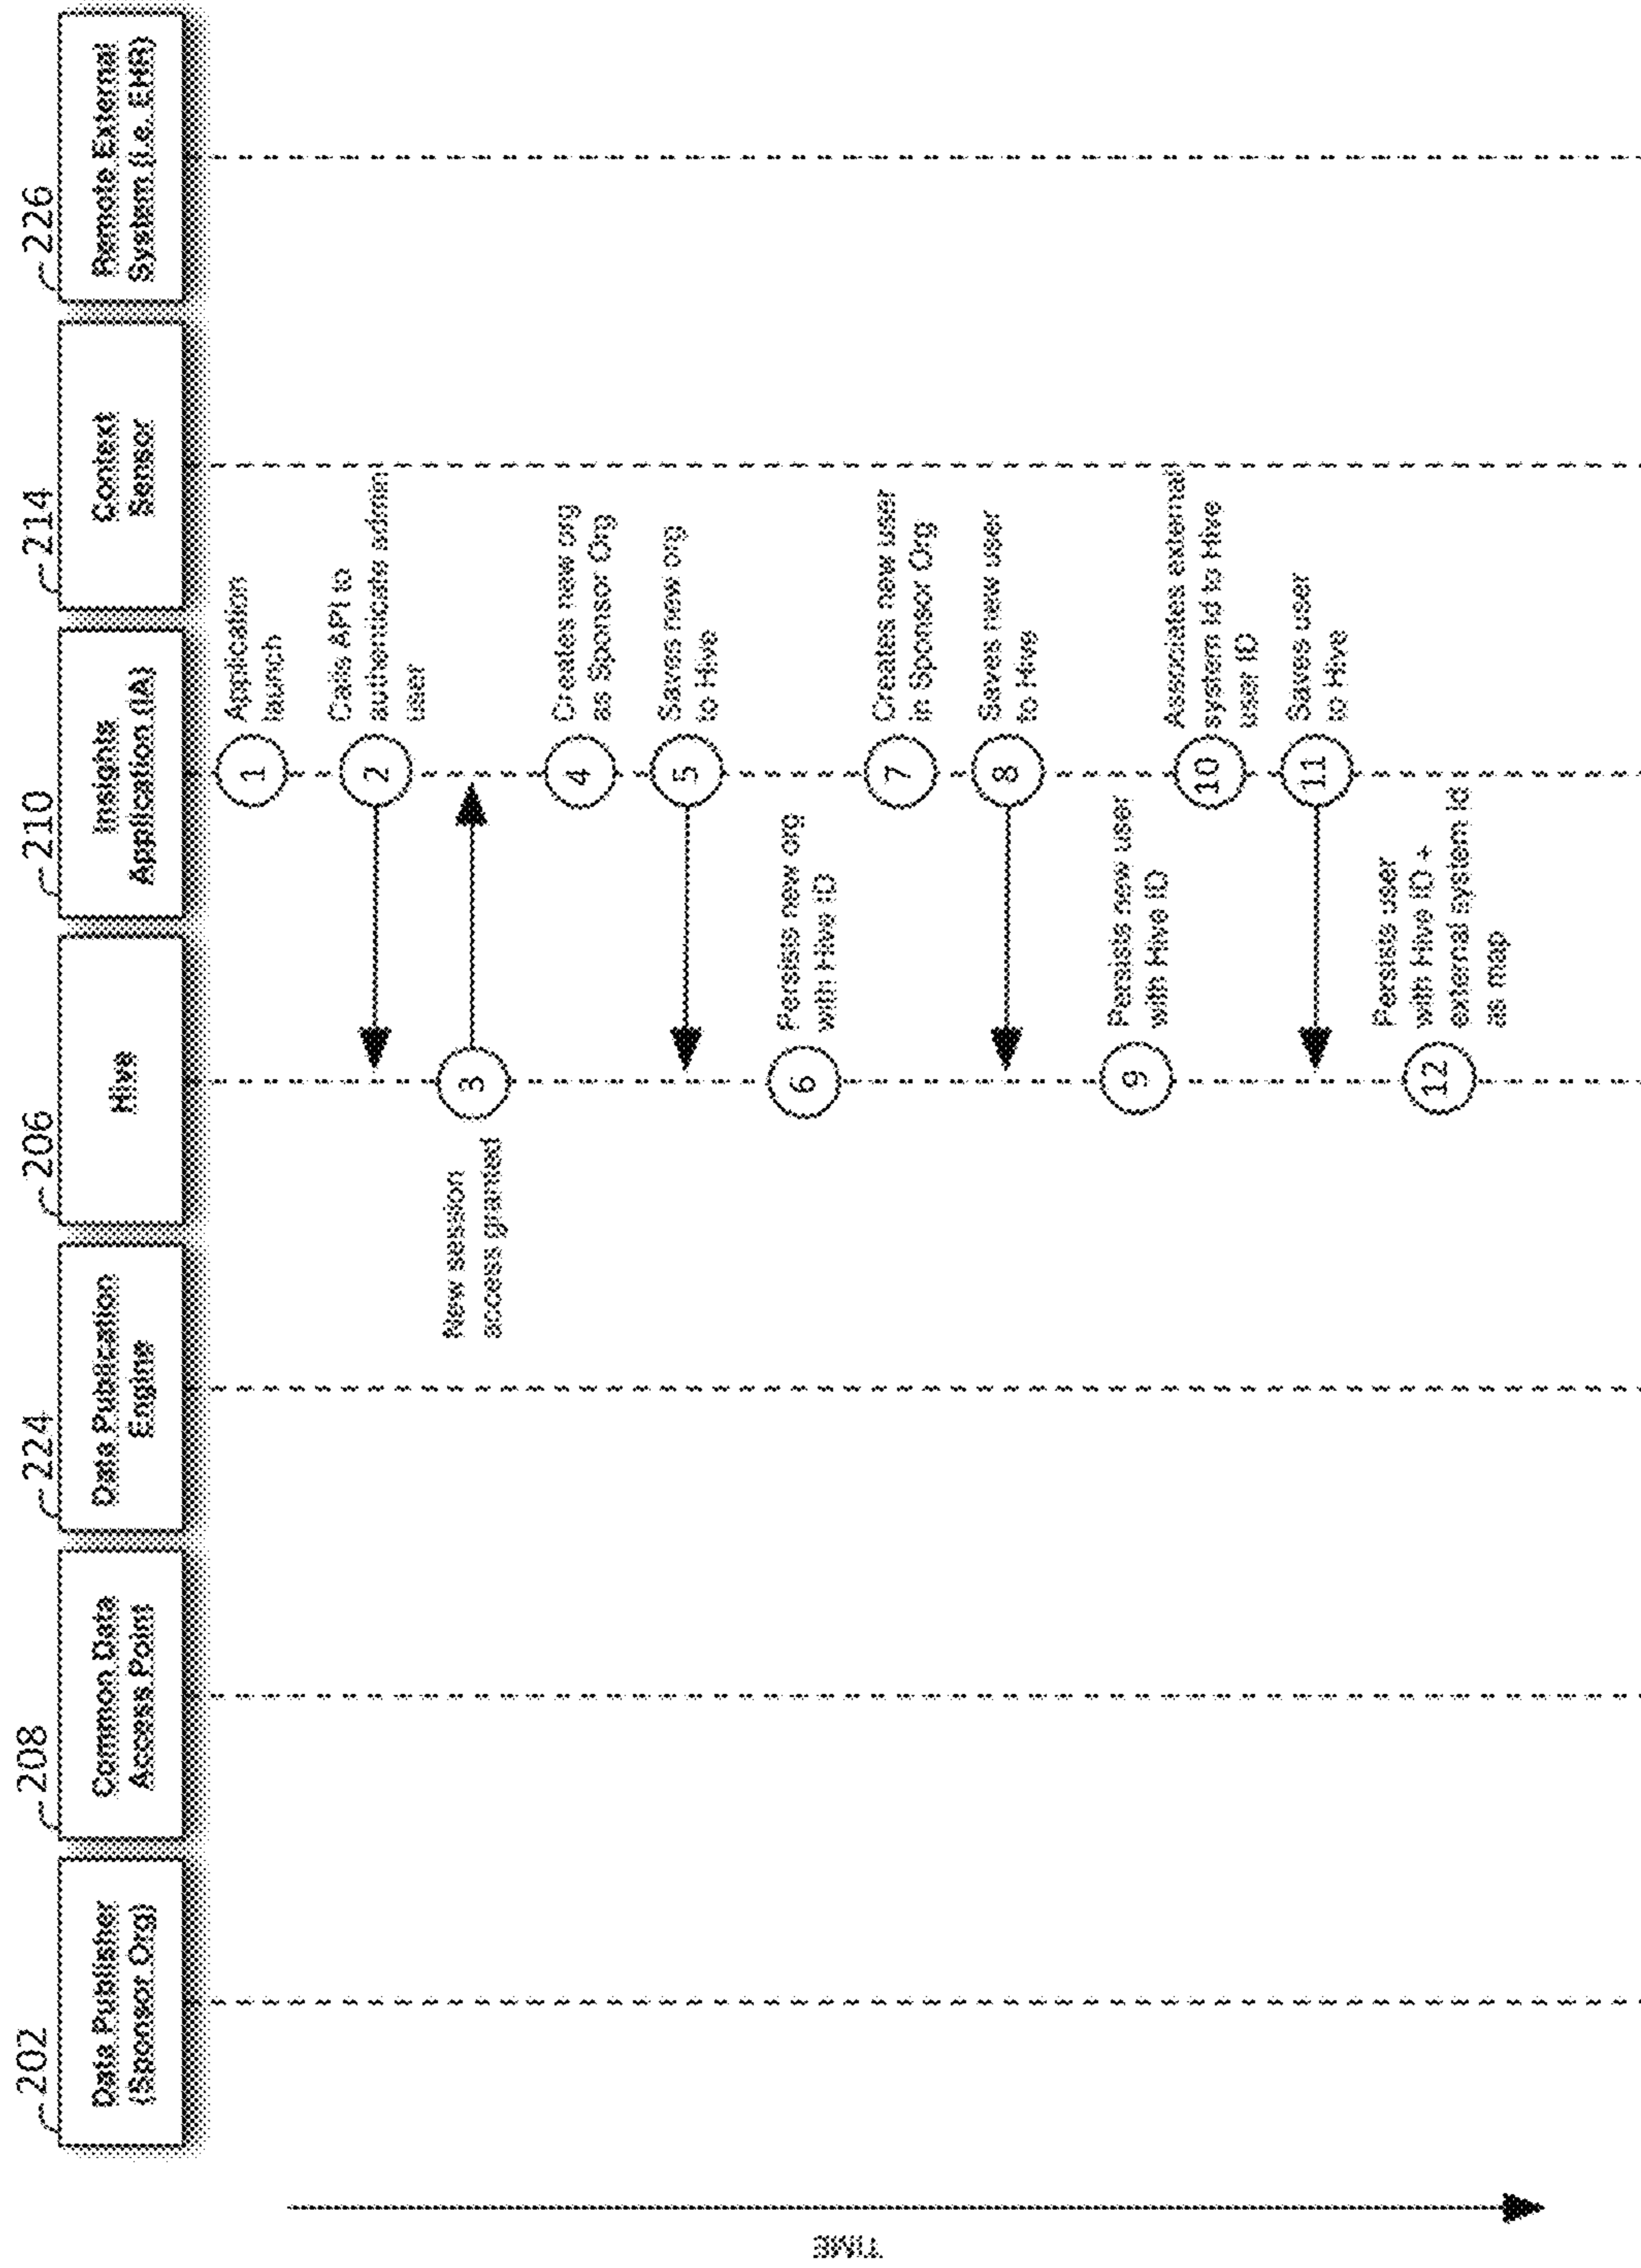 202
Data Publisher
(Sponsor Org)
208
Common Data
Access Point
224
Data Publication
Engine
206
Hive
210
Insights
Application (IA)
214
Context
Sensor
226
Remote External
System (i.e. EHR)
TIME
1
Application
launch
2
Calls API to
authenticate admin
user
3
New session
access granted
4
Creates new org
as Sponsor Org
5
Saves new org
to Hive
6
Persists new org
with Hive ID
7
Creates new user
in Sponsor Org
8
Saves new user
to Hive
9
Persists new user
with Hive ID
10
Associates external
system id to Hive
user ID
11
Saves user
to Hive
12
Persists user
with Hive ID +
external system id
as map